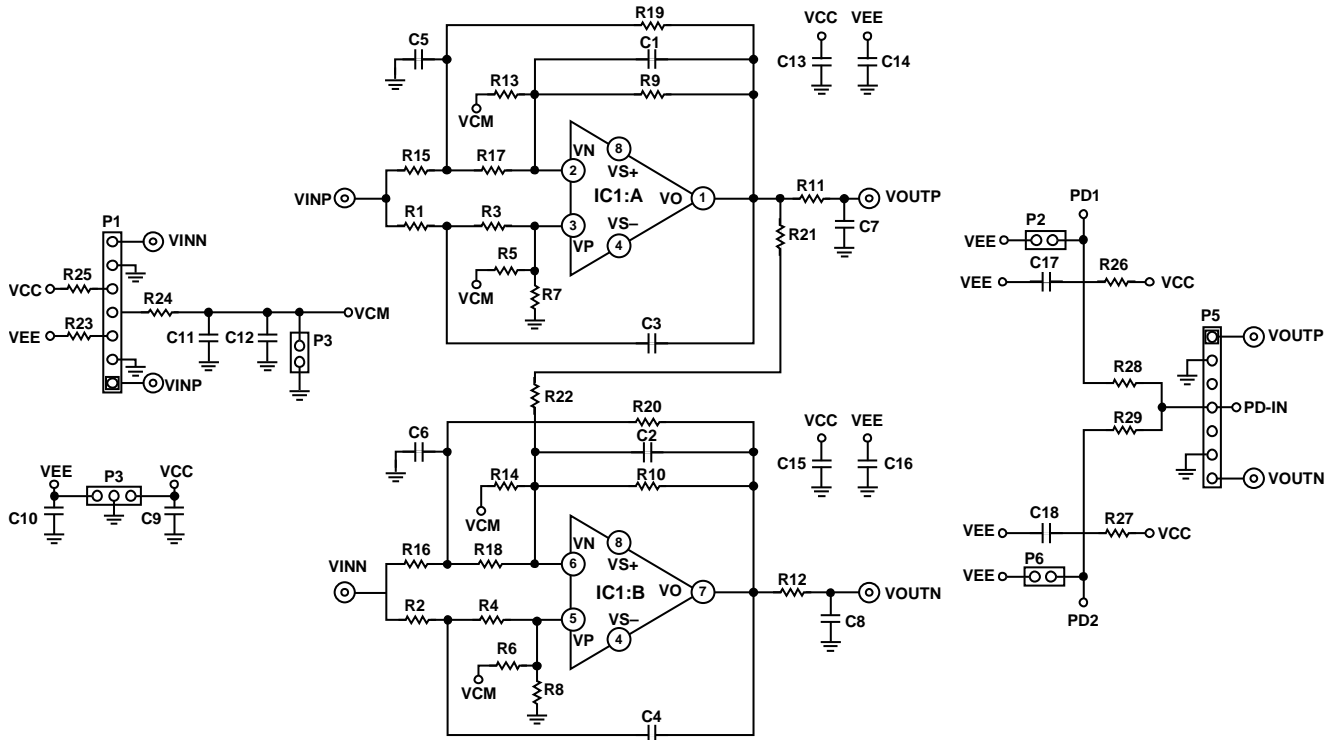 R19
VCC VEE
C5
C1
C13
C14
R13
R9
VCM
VN
8
VS+
R15
R17
2
IC1:A
VO
1
R11
VOUTP
VINP
R1
R3
3
VP
VS–
4
C7
R21
R5
VCM
R7
C3
P1
VINN
R25
VCC
R24
VCM
R23
VEE
C11
C12
P3
VINP
PD1
P2
VEE
C17
R26
VEE
VCC
P5
VOUTP
R28
PD-IN
R29
VOUTN
C18
R27
VEE
VCC
P6
VEE
PD2
R22
R20
VCC VEE
C6
C2
C15
C16
R14
R10
VCM
VEE
P3
VCC
C10
C9
VN
8
VS+
R16
R18
6
VINN
IC1:B
VO
7
R12
VOUTN
R2
R4
5
VP
VS–
4
C8
R6
VCM
R8
C4